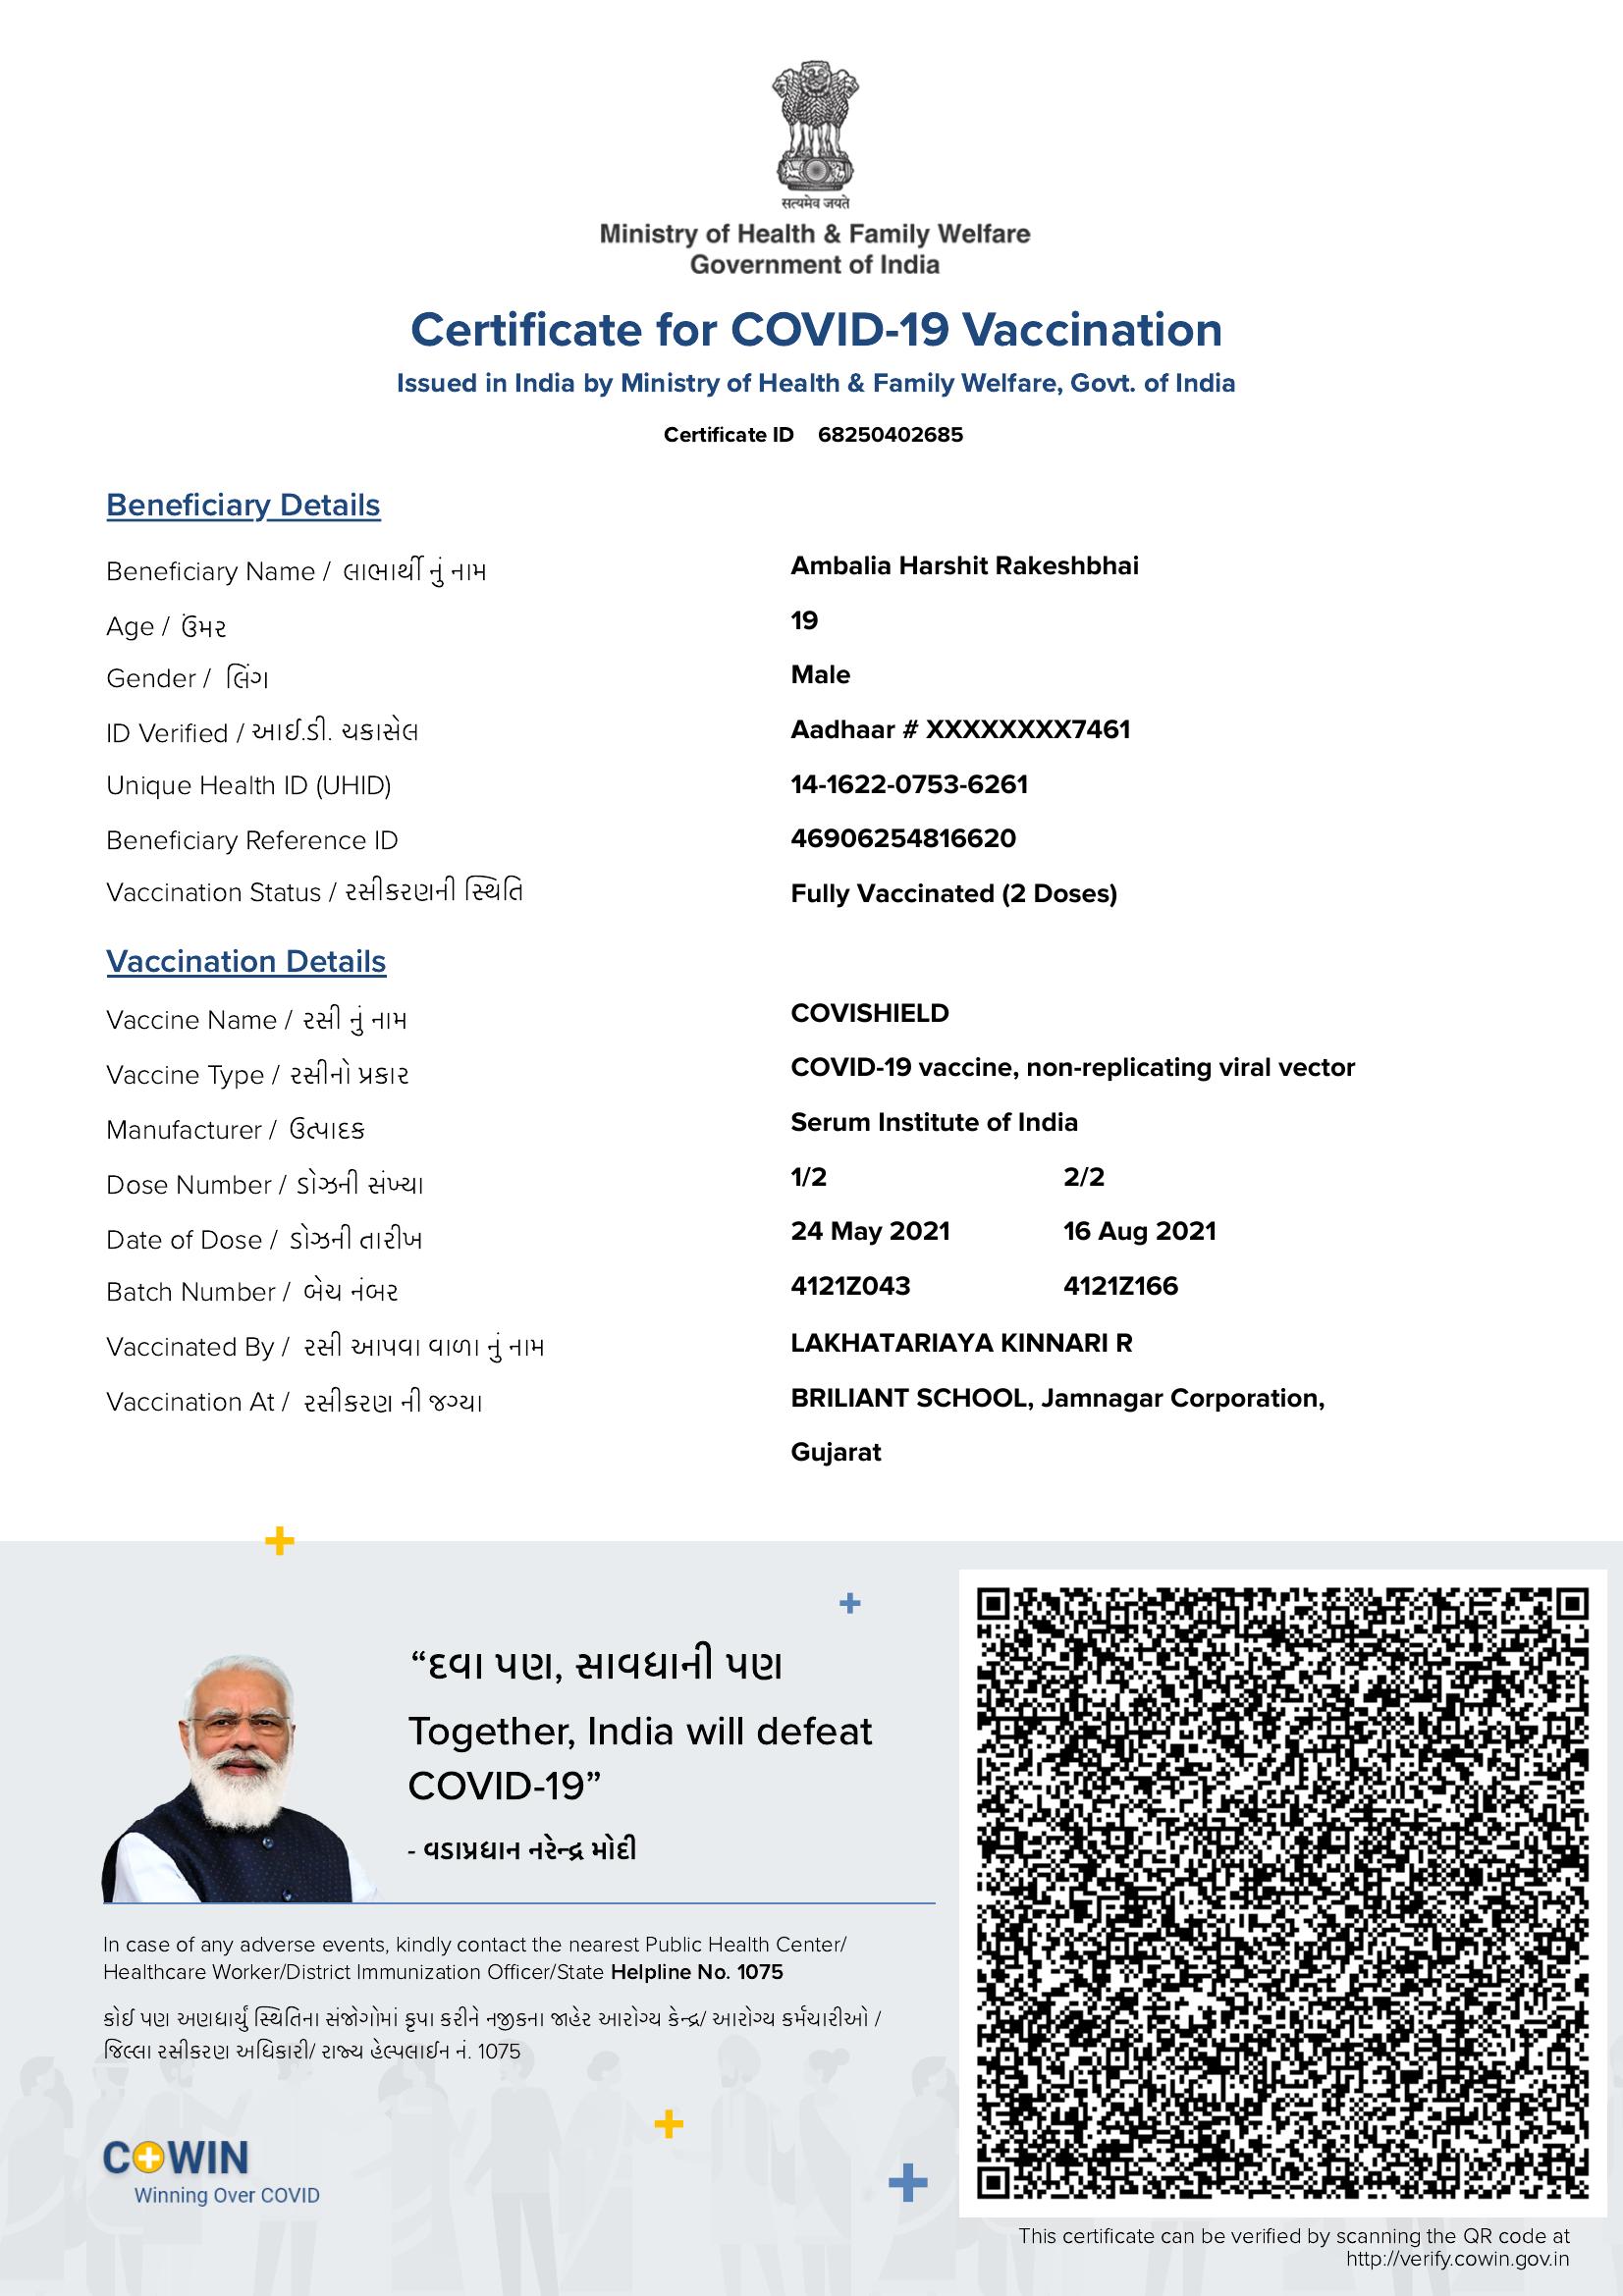 सत्यमेव जयते
Ministry of Health & Family Welfare
Government of India
Certificate for COVID-19 Vaccination
Issued in India by Ministry of Health & Family Welfare, Govt. of India
Certificate ID 68250402685
Beneficiary Details
Beneficiary Name / લાભાર્થી નું નામ Ambalia Harshit Rakeshbhai
Age / ઉંમર 19
Gender / લિંગ Male
ID Verified / આઈ.ડી. ચકાસેલ Aadhaar # XXXXXXXX7461
Unique Health ID (UHID) 14-1622-0753-6261
Beneficiary Reference ID 46906254816620
Vaccination Status / રસીકરણની સ્થિતિ Fully Vaccinated (2 Doses)
Vaccination Details
Vaccine Name / રસી નું નામ COVISHIELD
Vaccine Type / રસીનો પ્રકાર COVID-19 vaccine, non-replicating viral vector
Manufacturer / ઉત્પાદક Serum Institute of India
Dose Number / ડોઝની સંખ્યા 1/2 2/2
Date of Dose / ડોઝની તારીખ 24 May 2021 16 Aug 2021
Batch Number / બેચ નંબર 4121Z043 4121Z166
Vaccinated By / રસી આપવા વાળા નું નામ LAKHATARIAYA KINNARI R
Vaccination At / રસીકરણ ની જગ્યા BRILIANT SCHOOL, Jamnagar Corporation,
Gujarat
“દવા પણ, સાવધાની પણ
Together, India will defeat
COVID-19”
- વડાપ્રધાન નરેન્દ્ર મોદી
In case of any adverse events, kindly contact the nearest Public Health Center/
Healthcare Worker/District Immunization Officer/State Helpline No. 1075
કોઈ પણ અણધાર્યું સ્થિતિના સંજોગોમાં કૃપા કરીને નજીકના જાહેર આરોગ્ય કેન્દ્ર/ આરોગ્ય કર્મચારીઓ /
જિલ્લા રસીકરણ અધિકારી/ રાજ્ય હેલ્પલાઈન નં. 1075
COWIN
Winning Over COVID
This certificate can be verified by scanning the QR code at
http://verify.cowin.gov.in